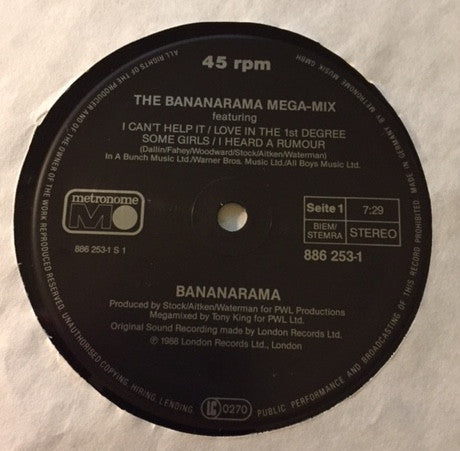 45 rpm
THE BANANARAMA MEGA-MIX
featuring
I CAN'T HELP IT / LOVE IN THE 1st DEGREE
SOME GIRLS / I HEARD A RUMOUR
(Dallin/Fahey/Woodward/Stock/Aitken/Waterman)
In A Bunch Music Ltd./Warner Bros. Music Ltd./All Boys Music Ltd.
metronome
M
886 253-1 S 1
Seite 1
7:29
BIEM/
STEMRA
STEREO
886 253-1
BANANARAMA
Produced by Stock/Aitken/Waterman for PWL Productions
Megamixed by Tony King for PWL Ltd.
Original Sound Recording made by London Records Ltd.
℗ 1988 London Records Ltd., London
LC 0270
ALL RIGHTS OF THE PRODUCER AND OF THE OWNER OF THE WORK REPRODUCED RESERVED UNAUTHORISED COPYING, HIRING, LENDING, PUBLIC PERFORMANCE AND BROADCASTING OF THIS RECORD PROHIBITED
MADE IN GERMANY BY METRONOME MUSIK GMBH